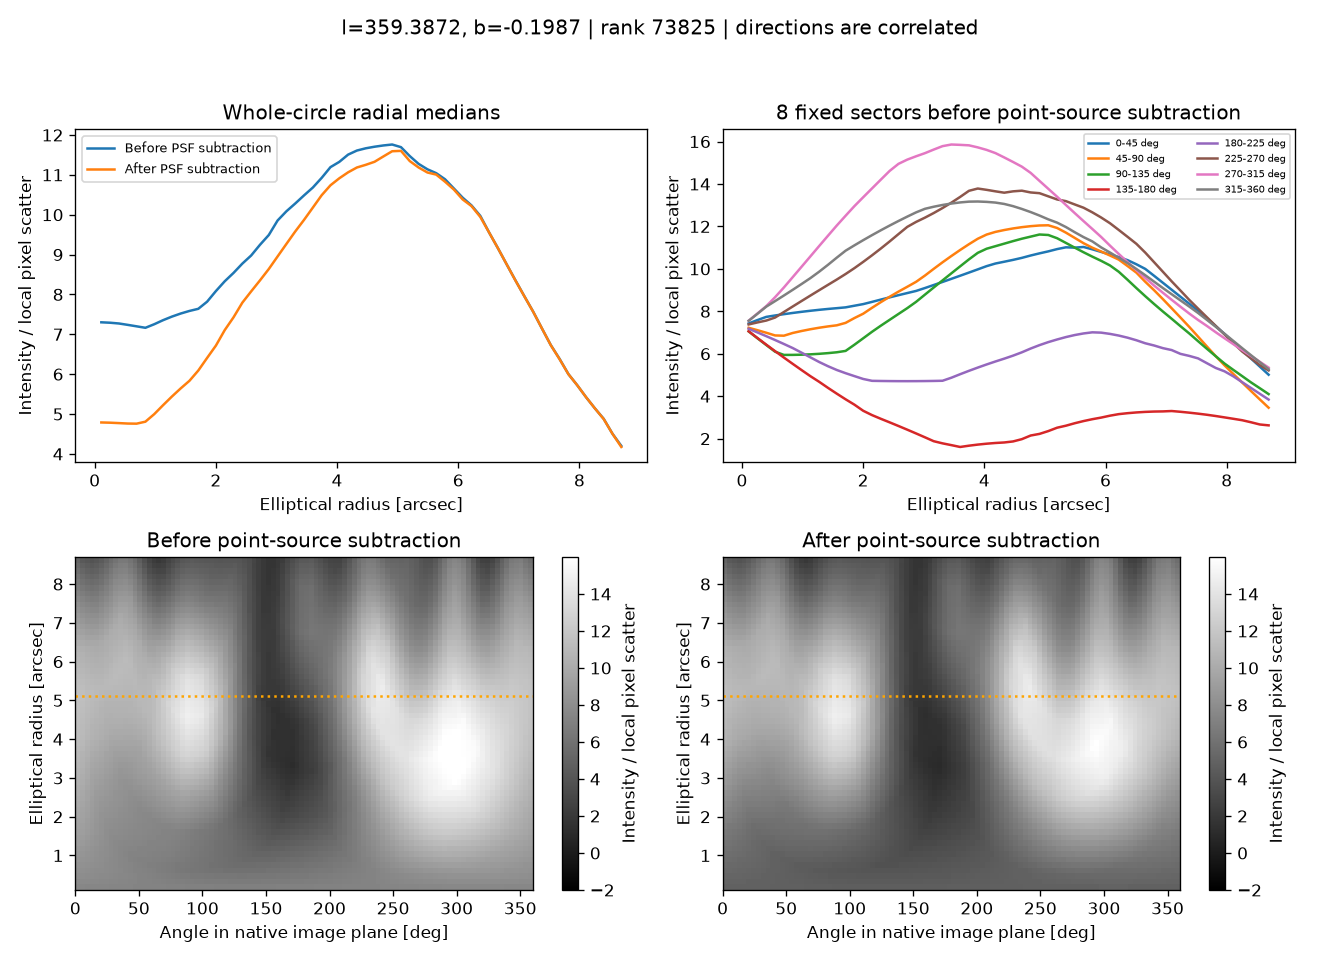 l=359.3872, b=-0.1987 | rank 73825 | directions are correlated
Whole-circle radial medians
Intensity / local pixel scatter
12
11
10
9
8
7
6
5
4
Before PSF subtraction
After PSF subtraction
0 2 4 6 8
Elliptical radius [arcsec]
8 fixed sectors before point-source subtraction
Intensity / local pixel scatter
16
14
12
10
8
6
4
2
0-45 deg 180-225 deg
45-90 deg 225-270 deg
90-135 deg 270-315 deg
135-180 deg 315-360 deg
0 2 4 6 8
Elliptical radius [arcsec]
Before point-source subtraction
Elliptical radius [arcsec]
8
7
6
5
4
3
2
1
0 50 100 150 200 250 300 350
Angle in native image plane [deg]
14
12
10
8
6
4
2
0
−2
Intensity / local pixel scatter
After point-source subtraction
Elliptical radius [arcsec]
8
7
6
5
4
3
2
1
0 50 100 150 200 250 300 350
Angle in native image plane [deg]
14
12
10
8
6
4
2
0
−2
Intensity / local pixel scatter